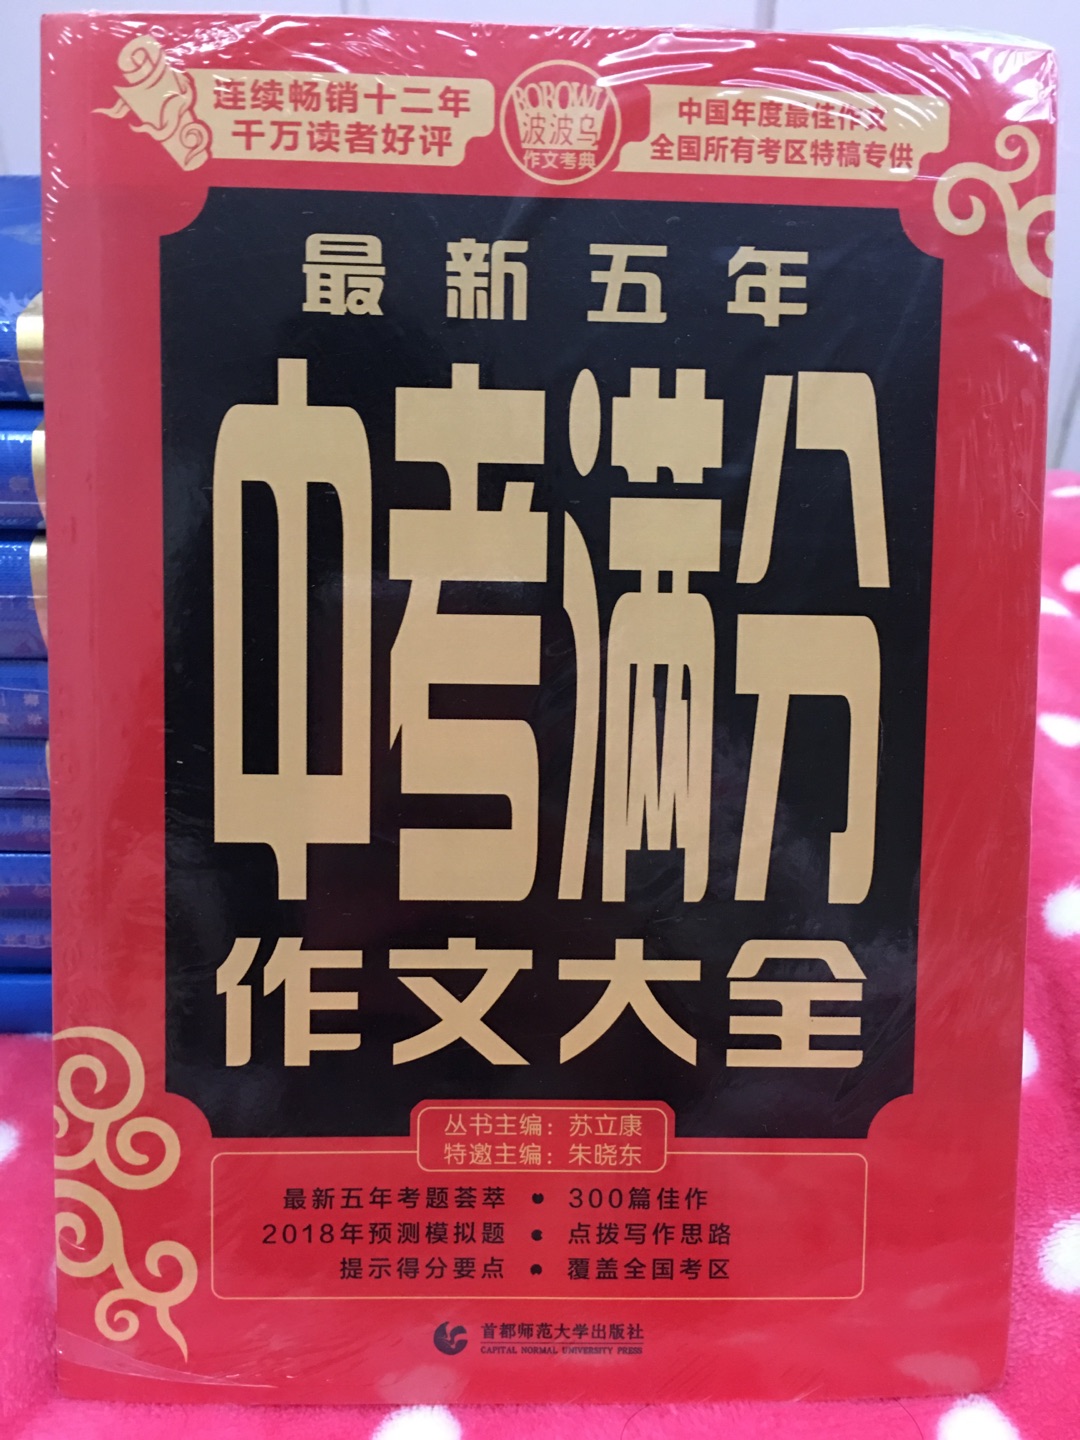 连续畅销十二年
千万读者好评
BOBOWU
波波乌
作文考典
中国年度最佳作文
全国所有考区特稿专供
最新五年
中考满分
作文大全
丛书主编：苏立康
特邀主编：朱晓东
最新五年考题荟萃 • 300篇佳作
2018年预测模拟题 • 点拨写作思路
提示得分要点 • 覆盖全国考区
首都师范大学出版社
CAPITAL NORMAL UNIVERSITY PRESS